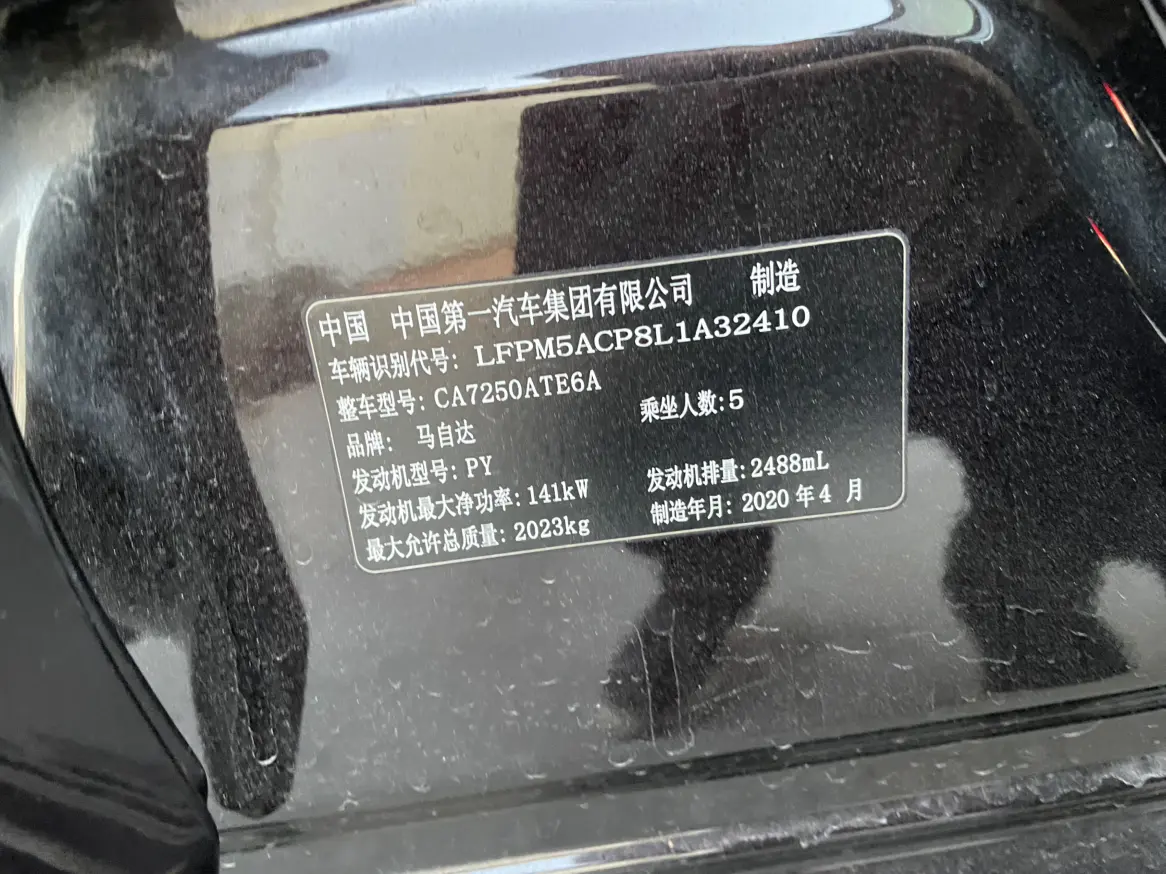 中国 中国第一汽车集团有限公司 制造
车辆识别代号: LFPM5ACP8L1A32410
整车型号: CA7250ATE6A
品牌: 马自达 乘坐人数: 5
发动机型号: PY 发动机排量: 2488mL
发动机最大净功率: 141kW 制造年月: 2020 年 4 月
最大允许总质量: 2023kg